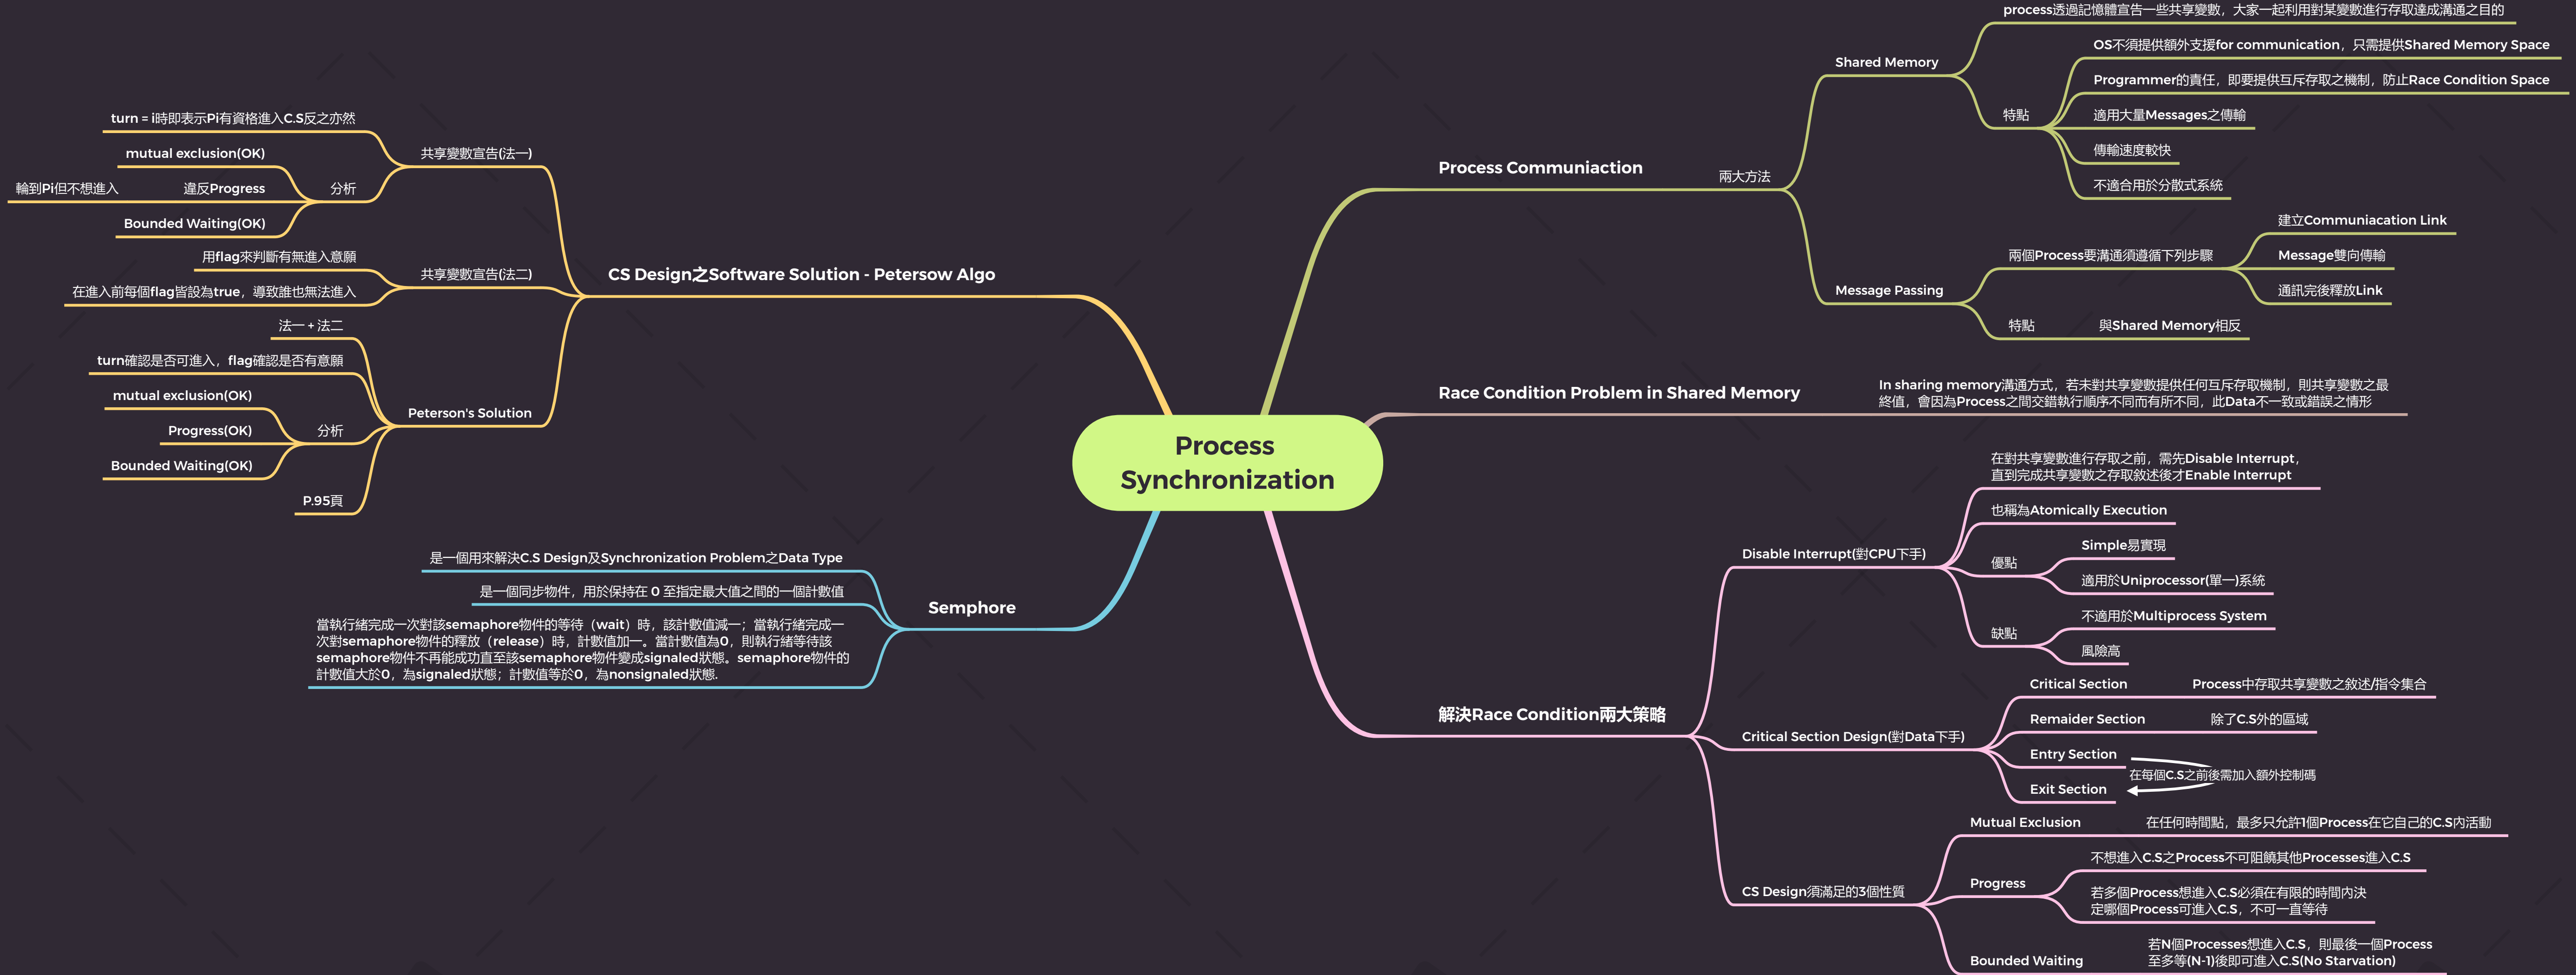 Process
Synchronization
Process Communiaction
兩大方法
Shared Memory
process透過記憶體宣告一些共享變數，大家一起利用對某變數進行存取達成溝通之目的
特點
OS不須提供額外支援for communication，只需提供Shared Memory Space
Programmer的責任，即要提供互斥存取之機制，防止Race Condition Space
適用大量Messages之傳輸
傳輸速度較快
不適合用於分散式系統
Message Passing
兩個Process要溝通須遵循下列步驟
建立Communiacation Link
Message雙向傳輸
通訊完後釋放Link
特點
與Shared Memory相反
Race Condition Problem in Shared Memory
In sharing memory溝通方式，若未對共享變數提供任何互斥存取機制，則共享變數之最
終值，會因為Process之間交錯執行順序不同而有所不同，此Data不一致或錯誤之情形
解決Race Condition兩大策略
Disable Interrupt(對CPU下手)
在對共享變數進行存取之前，需先Disable Interrupt，
直到完成共享變數之存取敘述後才Enable Interrupt
也稱為Atomically Execution
優點
Simple易實現
適用於Uniprocessor(單一)系統
缺點
不適用於Multiprocess System
風險高
Critical Section Design(對Data下手)
Critical Section
Process中存取共享變數之敘述/指令集合
Remaider Section
除了C.S外的區域
Entry Section
在每個C.S之前後需加入額外控制碼
Exit Section
CS Design須滿足的3個性質
Mutual Exclusion
在任何時間點，最多只允許1個Process在它自己的C.S內活動
Progress
不想進入C.S之Process不可阻饒其他Processes進入C.S
若多個Process想進入C.S必須在有限的時間內決
定哪個Process可進入C.S，不可一直等待
Bounded Waiting
若N個Processes想進入C.S，則最後一個Process
至多等(N-1)後即可進入C.S(No Starvation)
CS Design之Software Solution - Petersow Algo
共享變數宣告(法一)
turn = i時即表示Pi有資格進入C.S反之亦然
分析
mutual exclusion(OK)
違反Progress
輪到Pi但不想進入
Bounded Waiting(OK)
共享變數宣告(法二)
用flag來判斷有無進入意願
在進入前每個flag皆設為true，導致誰也無法進入
Peterson's Solution
法一 + 法二
turn確認是否可進入，flag確認是否有意願
分析
mutual exclusion(OK)
Progress(OK)
Bounded Waiting(OK)
P.95頁
Semphore
是一個用來解決C.S Design及Synchronization Problem之Data Type
是一個同步物件，用於保持在 0 至指定最大值之間的一個計數值
當執行緒完成一次對該semaphore物件的等待（wait）時，該計數值減一；當執行緒完成一
次對semaphore物件的釋放（release）時，計數值加一。當計數值為0，則執行緒等待該
semaphore物件不再能成功直至該semaphore物件變成signaled狀態。semaphore物件的
計數值大於0，為signaled狀態；計數值等於0，為nonsignaled狀態.